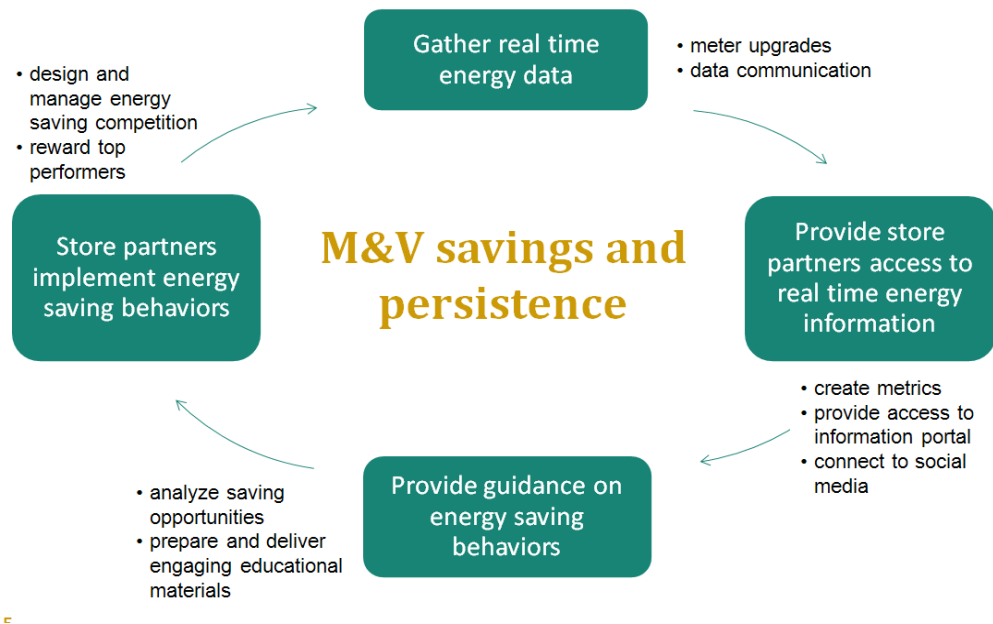 Gather real time
energy data
• meter upgrades
• data communication
Provide store
partners access to
real time energy
information
• create metrics
• provide access to
information portal
• connect to social
media
Provide guidance on
energy saving
behaviors
• analyze saving
opportunities
• prepare and deliver
engaging educational
materials
Store partners
implement energy
saving behaviors
• design and
manage energy
saving competition
• reward top
performers
M&V savings and
persistence